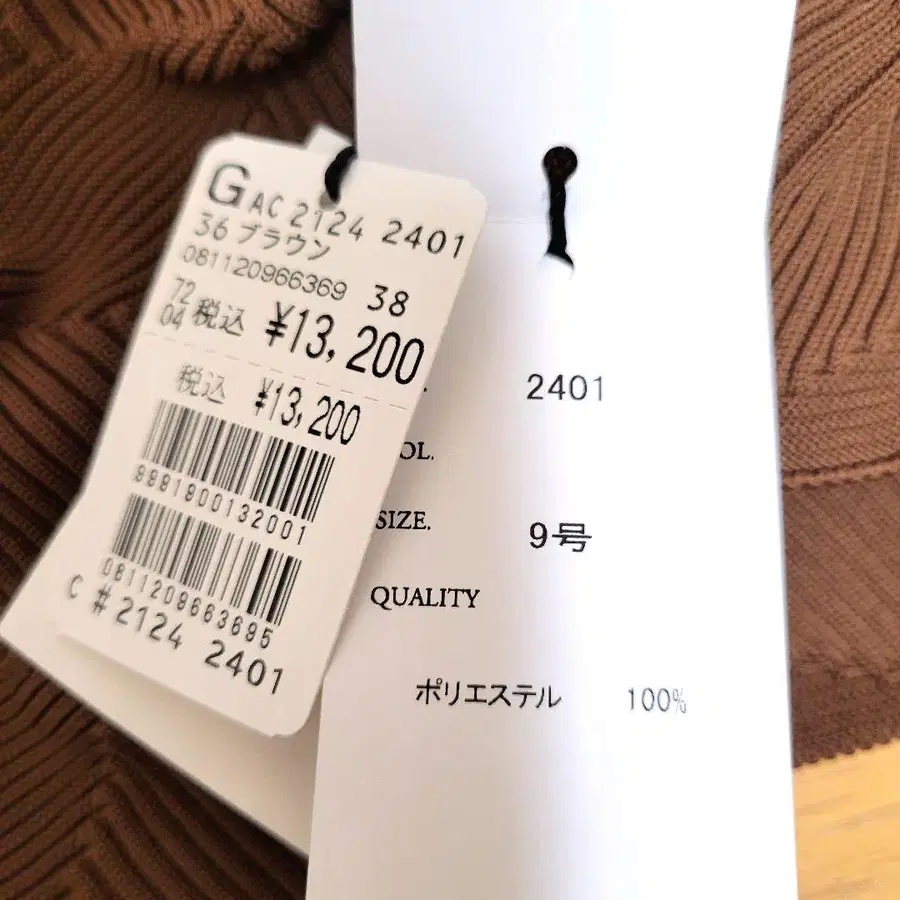 G AC 2124 2401
36 ブラウン
081120966369 38
72
04 税込 ¥13,200
税込 ¥13,200
9981900132001
0811209663695
C # 2124 2401
2401
OL.
SIZE. 9号
QUALITY
ポリエステル 100%